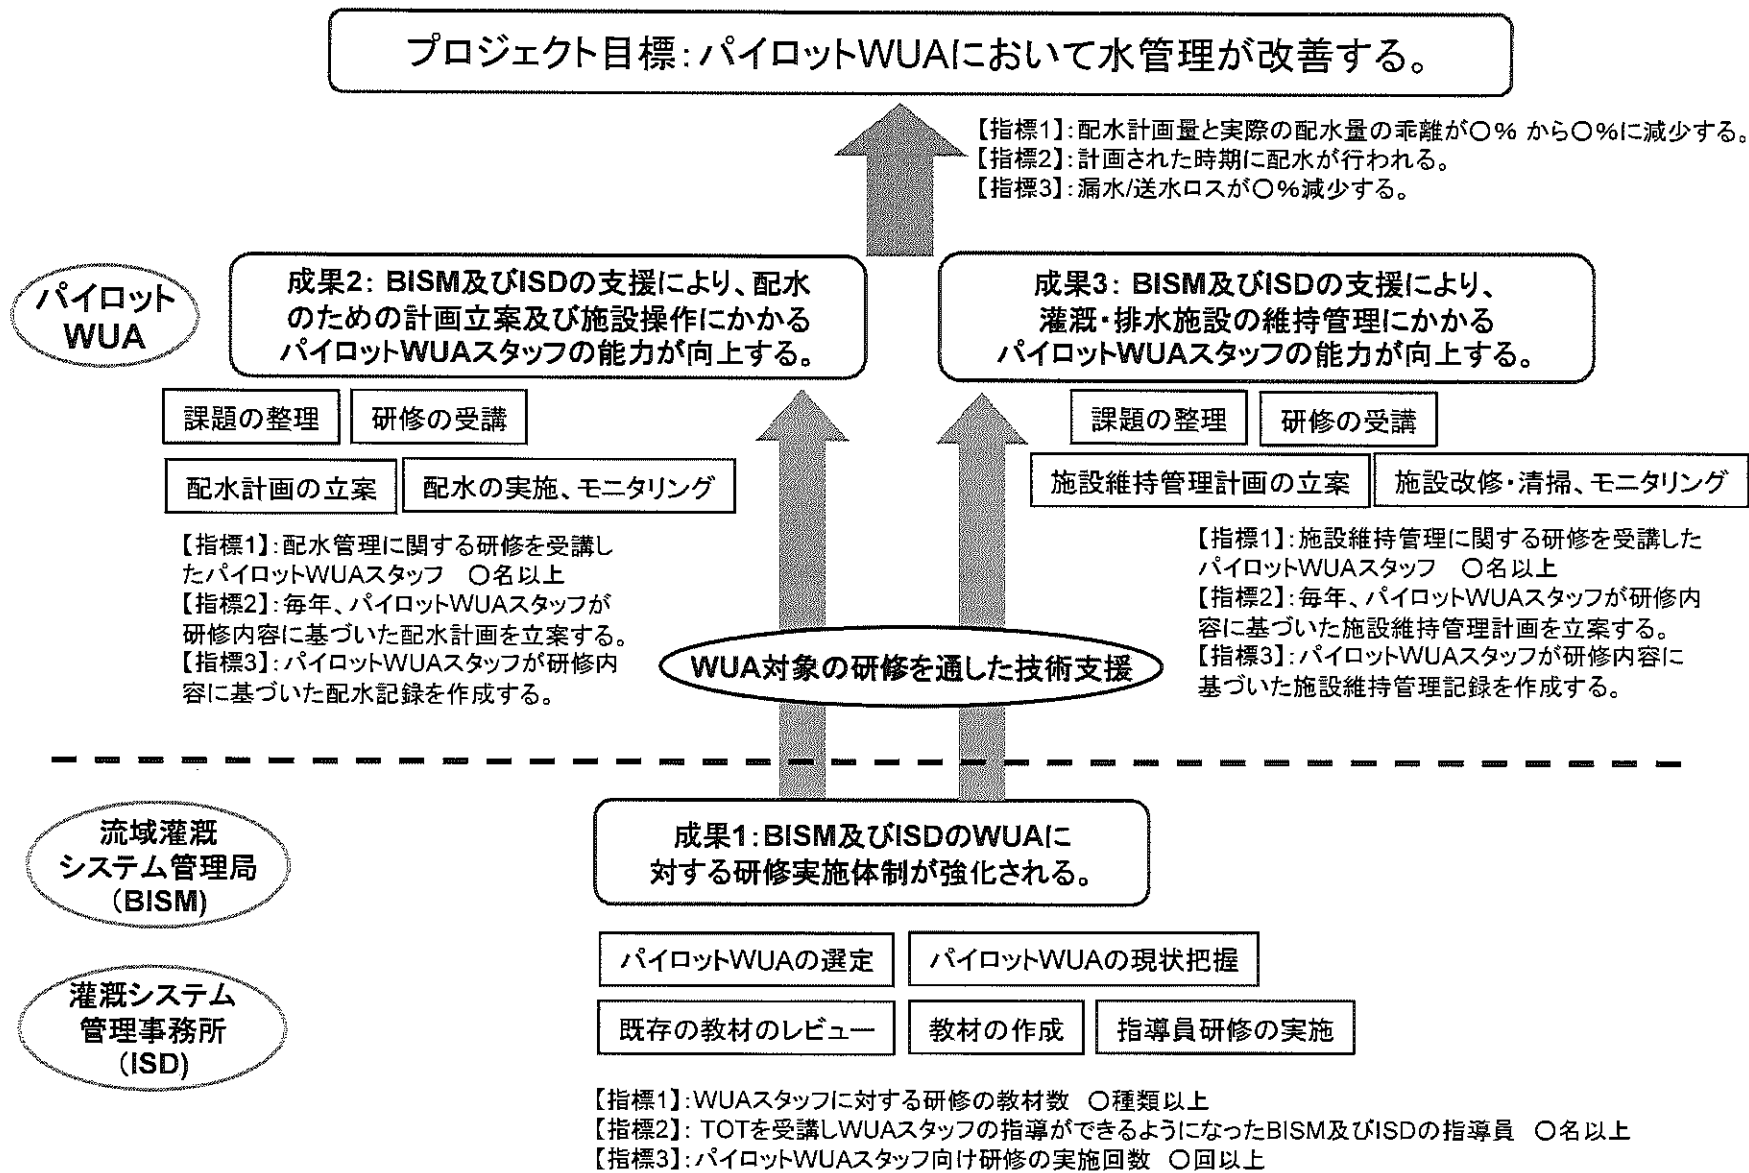 プロジェクト目標：パイロットWUAにおいて水管理が改善する。
【指標1】：配水計画量と実際の配水量の乖離が〇％ から〇％に減少する。
【指標2】：計画された時期に配水が行われる。
【指標3】：漏水/送水ロスが〇％減少する。
パイロット
WUA
成果2： BISM及びISDの支援により、配水
のための計画立案及び施設操作にかかる
パイロットWUAスタッフの能力が向上する。
成果3： BISM及びISDの支援により、
灌漑・排水施設の維持管理にかかる
パイロットWUAスタッフの能力が向上する。
課題の整理
研修の受講
配水計画の立案
配水の実施、モニタリング
課題の整理
研修の受講
施設維持管理計画の立案
施設改修・清掃、モニタリング
【指標1】：配水管理に関する研修を受講し
たパイロットWUAスタッフ　〇名以上
【指標2】：毎年、パイロットWUAスタッフが
研修内容に基づいた配水計画を立案する。
【指標3】：パイロットWUAスタッフが研修内
容に基づいた配水記録を作成する。
【指標1】：施設維持管理に関する研修を受講した
パイロットWUAスタッフ　〇名以上
【指標2】：毎年、パイロットWUAスタッフが研修内
容に基づいた施設維持管理計画を立案する。
【指標3】：パイロットWUAスタッフが研修内容に
基づいた施設維持管理記録を作成する。
WUA対象の研修を通した技術支援
流域灌漑
システム管理局
（BISM）
成果1：BISM及びISDのWUAに
対する研修実施体制が強化される。
灌漑システム
管理事務所
（ISD）
パイロットWUAの選定
パイロットWUAの現状把握
既存の教材のレビュー
教材の作成
指導員研修の実施
【指標1】：WUAスタッフに対する研修の教材数　〇種類以上
【指標2】： TOTを受講しWUAスタッフの指導ができるようになったBISM及びISDの指導員　〇名以上
【指標3】：パイロットWUAスタッフ向け研修の実施回数　〇回以上